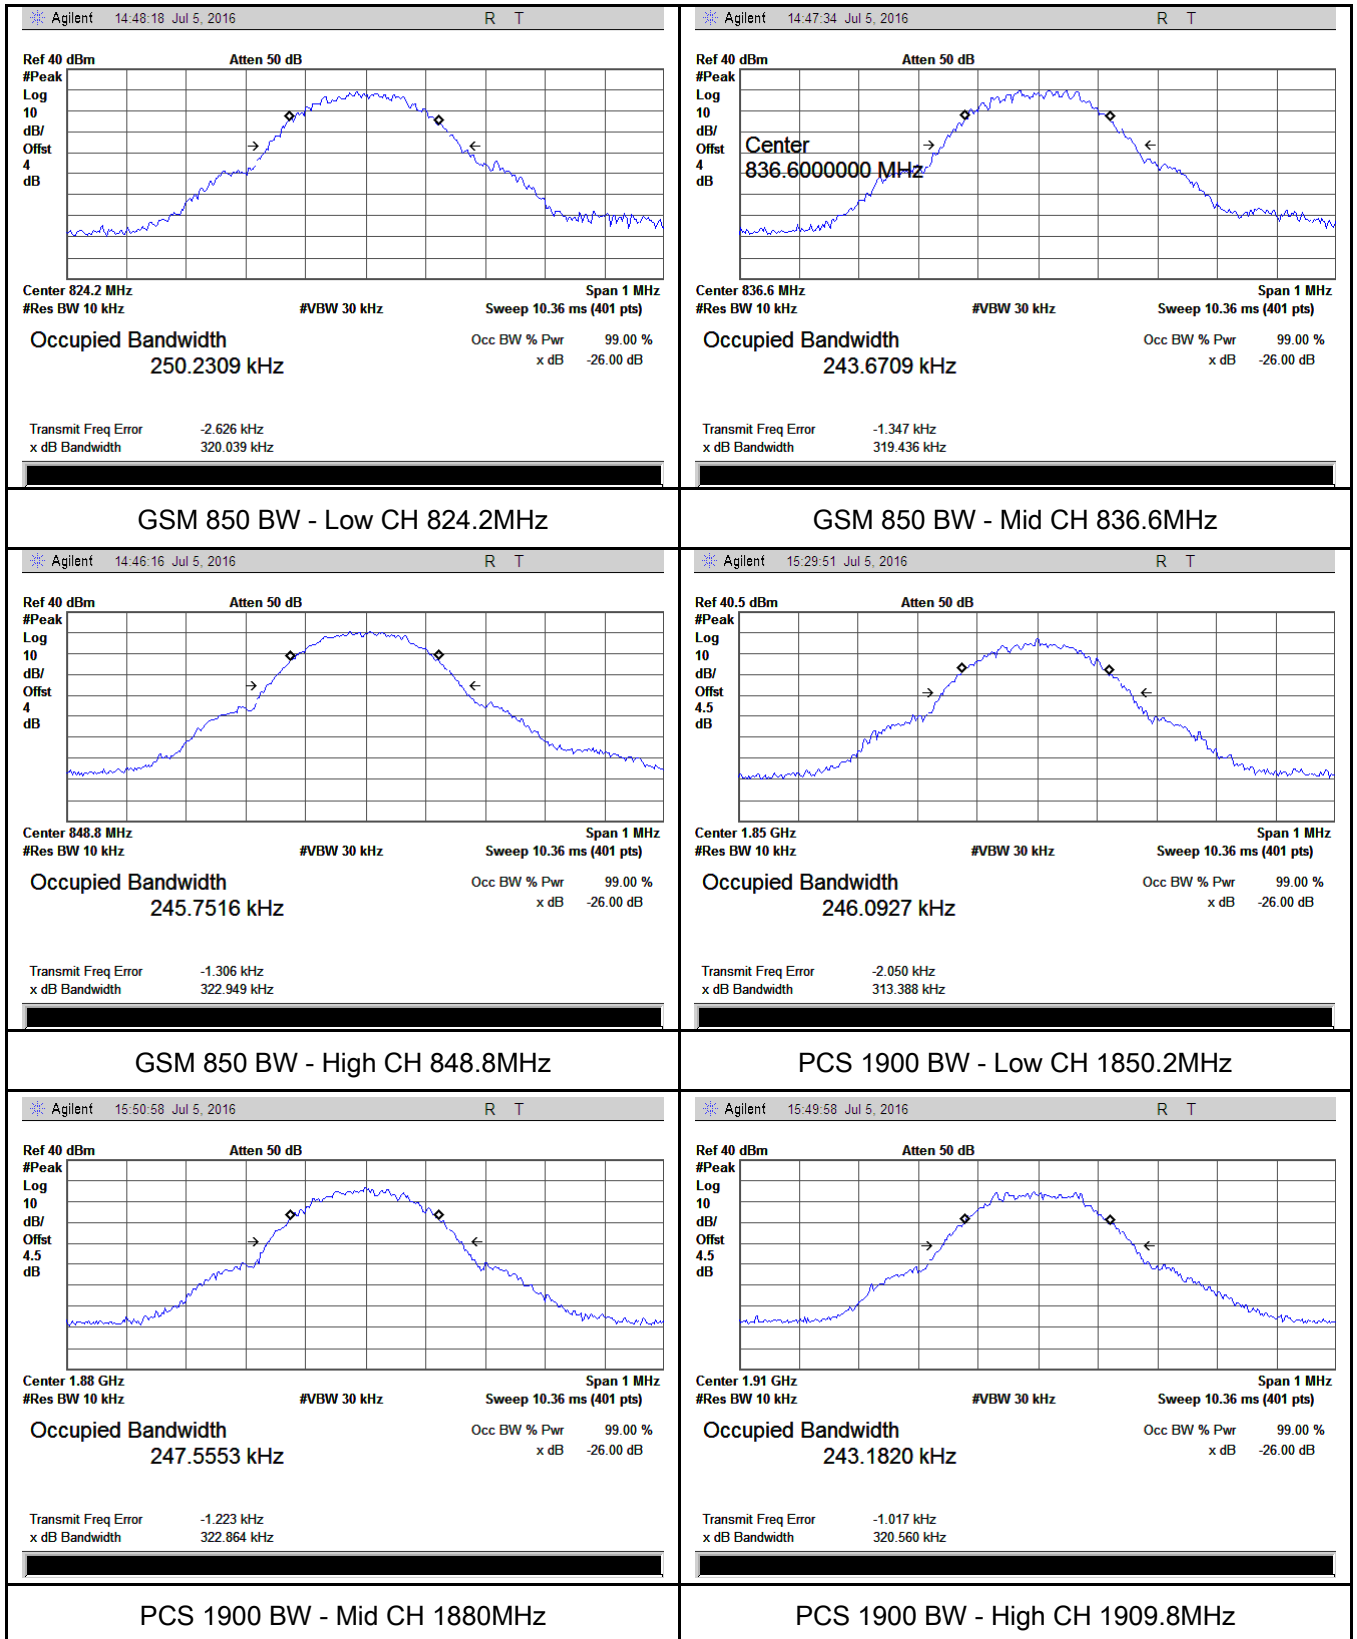 Agilent 14:48:18 Jul 5, 2016 R T
Ref 40 dBm Atten 50 dB
#Peak
Log
10
dB/
Offst
4
dB
Center 824.2 MHz Span 1 MHz
#Res BW 10 kHz #VBW 30 kHz Sweep 10.36 ms (401 pts)
Occupied Bandwidth Occ BW % Pwr 99.00 %
250.2309 kHz x dB -26.00 dB
Transmit Freq Error -2.626 kHz
x dB Bandwidth 320.039 kHz
GSM 850 BW - Low CH 824.2MHz
Agilent 14:47:34 Jul 5, 2016 R T
Ref 40 dBm Atten 50 dB
#Peak
Log
10
dB/
Offst
4
dB
Center
836.6000000 MHz
Center 836.6 MHz Span 1 MHz
#Res BW 10 kHz #VBW 30 kHz Sweep 10.36 ms (401 pts)
Occupied Bandwidth Occ BW % Pwr 99.00 %
243.6709 kHz x dB -26.00 dB
Transmit Freq Error -1.347 kHz
x dB Bandwidth 319.436 kHz
GSM 850 BW - Mid CH 836.6MHz
Agilent 14:46:16 Jul 5, 2016 R T
Ref 40 dBm Atten 50 dB
#Peak
Log
10
dB/
Offst
4
dB
Center 848.8 MHz Span 1 MHz
#Res BW 10 kHz #VBW 30 kHz Sweep 10.36 ms (401 pts)
Occupied Bandwidth Occ BW % Pwr 99.00 %
245.7516 kHz x dB -26.00 dB
Transmit Freq Error -1.306 kHz
x dB Bandwidth 322.949 kHz
GSM 850 BW - High CH 848.8MHz
Agilent 15:29:51 Jul 5, 2016 R T
Ref 40.5 dBm Atten 50 dB
#Peak
Log
10
dB/
Offst
4.5
dB
Center 1.85 GHz Span 1 MHz
#Res BW 10 kHz #VBW 30 kHz Sweep 10.36 ms (401 pts)
Occupied Bandwidth Occ BW % Pwr 99.00 %
246.0927 kHz x dB -26.00 dB
Transmit Freq Error -2.050 kHz
x dB Bandwidth 313.388 kHz
PCS 1900 BW - Low CH 1850.2MHz
Agilent 15:50:58 Jul 5, 2016 R T
Ref 40 dBm Atten 50 dB
#Peak
Log
10
dB/
Offst
4.5
dB
Center 1.88 GHz Span 1 MHz
#Res BW 10 kHz #VBW 30 kHz Sweep 10.36 ms (401 pts)
Occupied Bandwidth Occ BW % Pwr 99.00 %
247.5553 kHz x dB -26.00 dB
Transmit Freq Error -1.223 kHz
x dB Bandwidth 322.864 kHz
PCS 1900 BW - Mid CH 1880MHz
Agilent 15:49:58 Jul 5, 2016 R T
Ref 40 dBm Atten 50 dB
#Peak
Log
10
dB/
Offst
4.5
dB
Center 1.91 GHz Span 1 MHz
#Res BW 10 kHz #VBW 30 kHz Sweep 10.36 ms (401 pts)
Occupied Bandwidth Occ BW % Pwr 99.00 %
243.1820 kHz x dB -26.00 dB
Transmit Freq Error -1.017 kHz
x dB Bandwidth 320.560 kHz
PCS 1900 BW - High CH 1909.8MHz